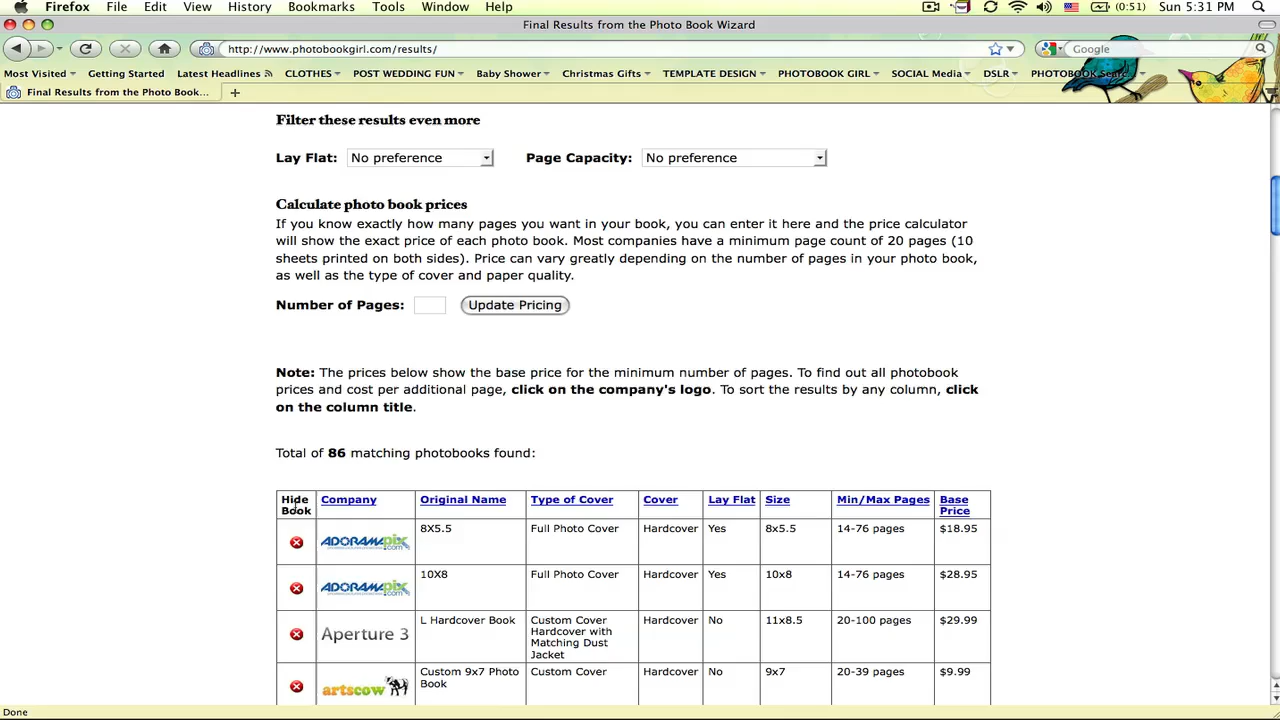 Firefox File Edit View History Bookmarks Tools Window Help (0:51) Sun 5:31 PM
Final Results from the Photo Book Wizard
http://www.photobookgirl.com/results/ Google
Most Visited Getting Started Latest Headlines CLOTHES POST WEDDING FUN Baby Shower Christmas Gifts TEMPLATE DESIGN PHOTOBOOK GIRL SOCIAL Media DSLR PHOTOBOOK
Final Results from the Photo Book... +
Filter these results even more
Lay Flat: No preference Page Capacity: No preference
Calculate photo book prices
If you know exactly how many pages you want in your book, you can enter it here and the price calculator
will show the exact price of each photo book. Most companies have a minimum page count of 20 pages (10
sheets printed on both sides). Price can vary greatly depending on the number of pages in your photo book,
as well as the type of cover and paper quality.
Number of Pages: Update Pricing
Note: The prices below show the base price for the minimum number of pages. To find out all photobook
prices and cost per additional page, click on the company's logo. To sort the results by any column, click
on the column title.
Total of 86 matching photobooks found:
Hide Book Company Original Name Type of Cover Cover Lay Flat Size Min/Max Pages Base Price
ADORAMAPIX.com 8X5.5 Full Photo Cover Hardcover Yes 8x5.5 14-76 pages $18.95
ADORAMAPIX.com 10X8 Full Photo Cover Hardcover Yes 10x8 14-76 pages $28.95
Aperture 3 L Hardcover Book Custom Cover Hardcover with Matching Dust Jacket Hardcover No 11x8.5 20-100 pages $29.99
artscow Custom 9x7 Photo Book Custom Cover Hardcover No 9x7 20-39 pages $9.99
Done